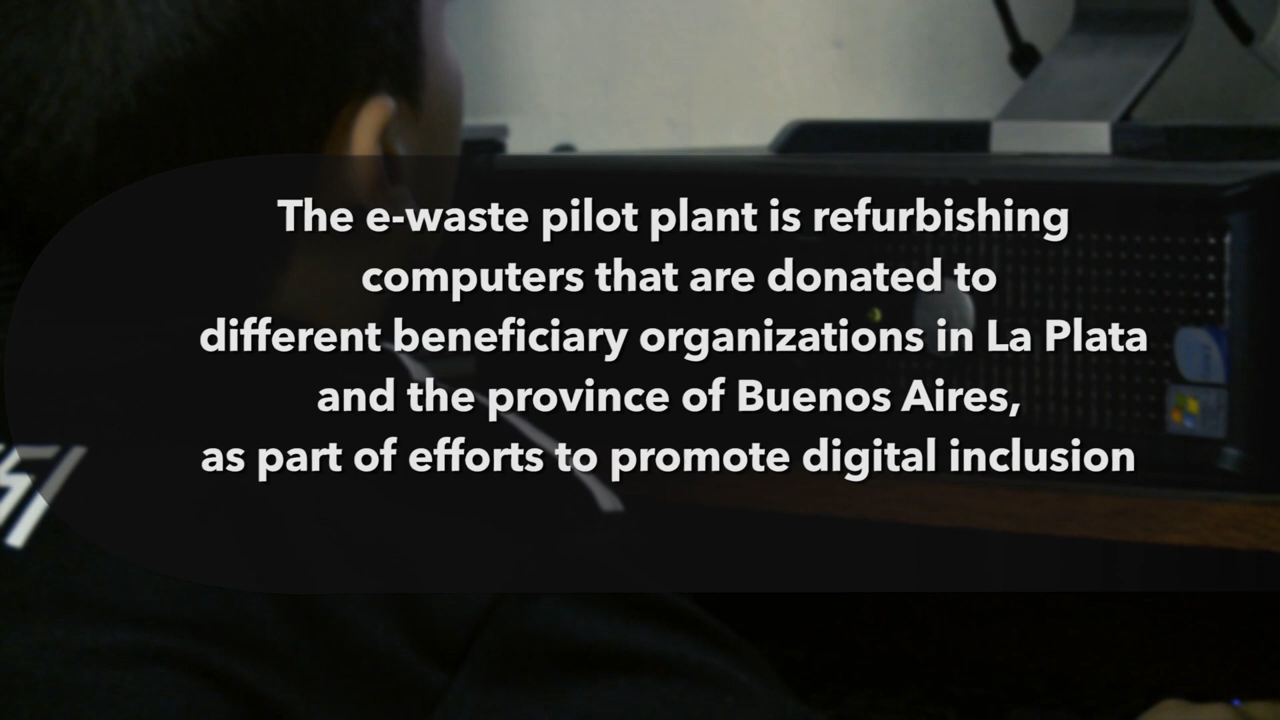 The e-waste pilot plant is refurbishing
computers that are donated to
different beneficiary organizations in La Plata
and the province of Buenos Aires,
as part of efforts to promote digital inclusion